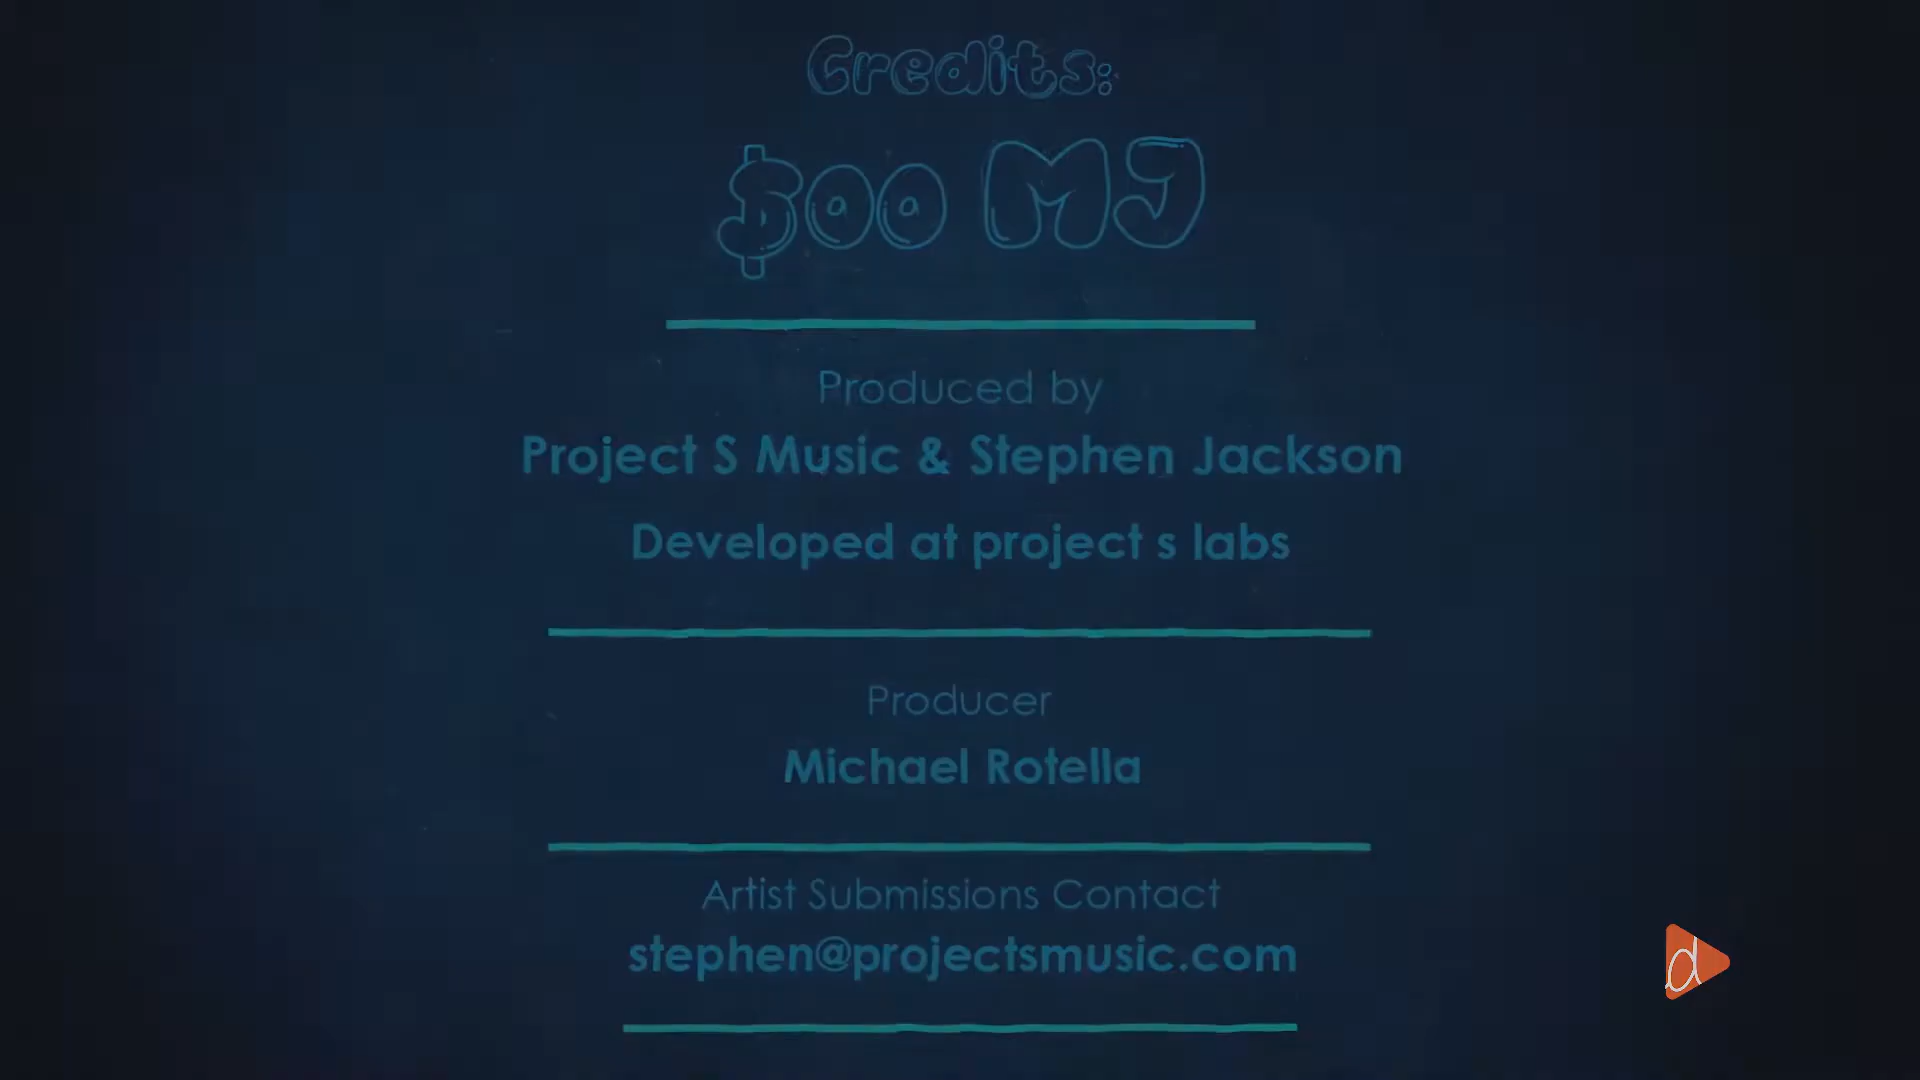 Credits:
$oo MJ
Produced by
Project S Music & Stephen Jackson
Developed at project s labs
Producer
Michael Rotella
Artist Submissions Contact
stephen@projectsmusic.com
d